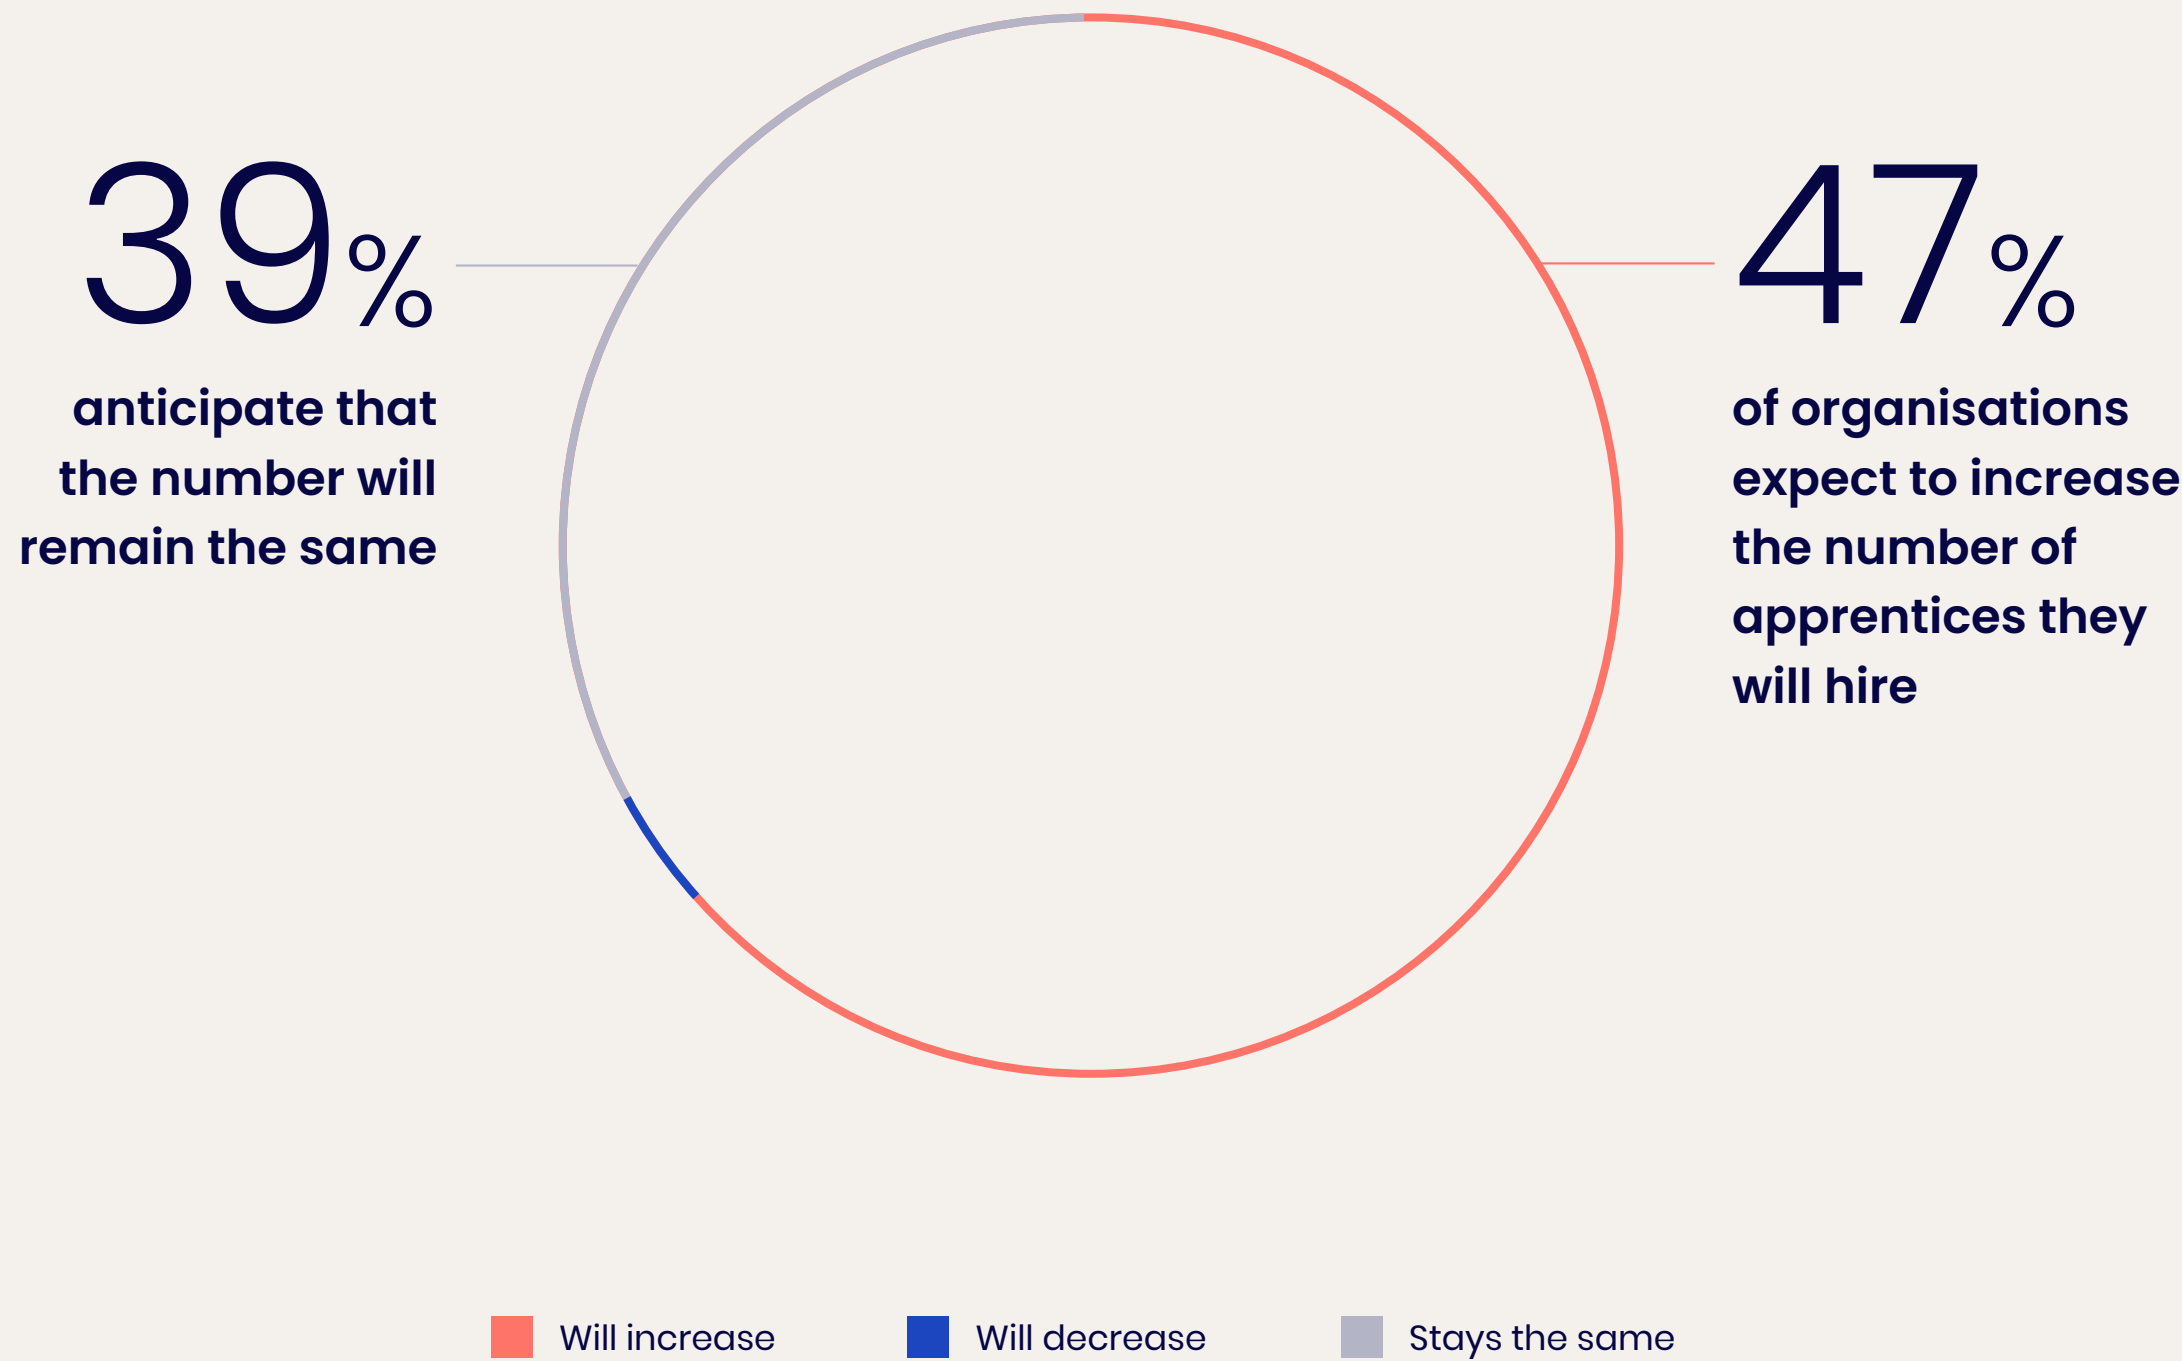 39%
anticipate that
the number will
remain the same
47%
of organisations
expect to increase
the number of
apprentices they
will hire
Will increase
Will decrease
Stays the same